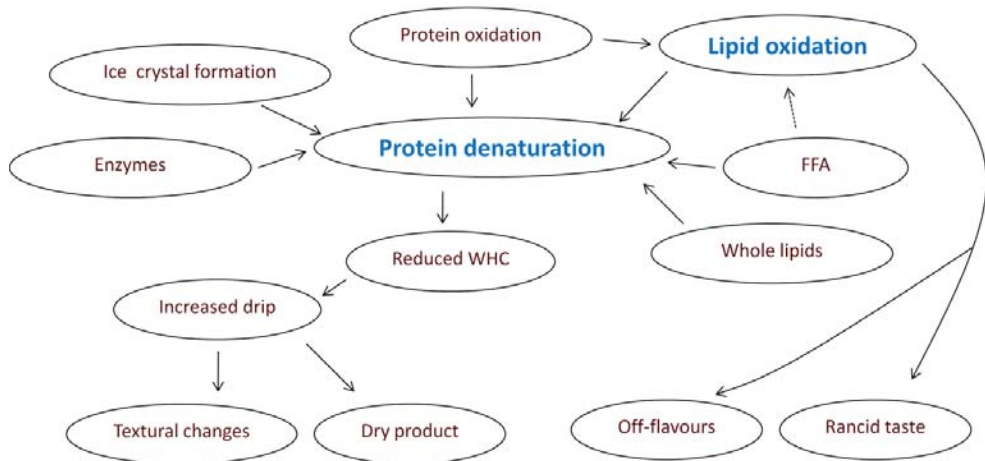 Protein oxidation
Lipid oxidation
Ice crystal formation
Protein denaturation
Enzymes
FFA
Reduced WHC
Whole lipids
Increased drip
Textural changes
Dry product
Off-flavours
Rancid taste